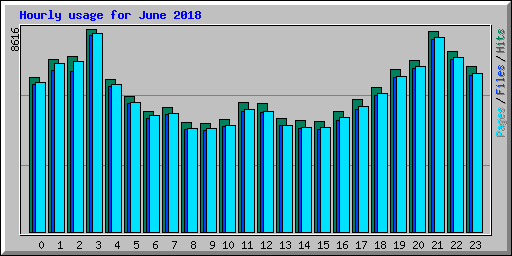 Hourly usage for June 2018
8616
Pages/Files/Hits
0 1 2 3 4 5 6 7 8 9 10 11 12 13 14 15 16 17 18 19 20 21 22 23